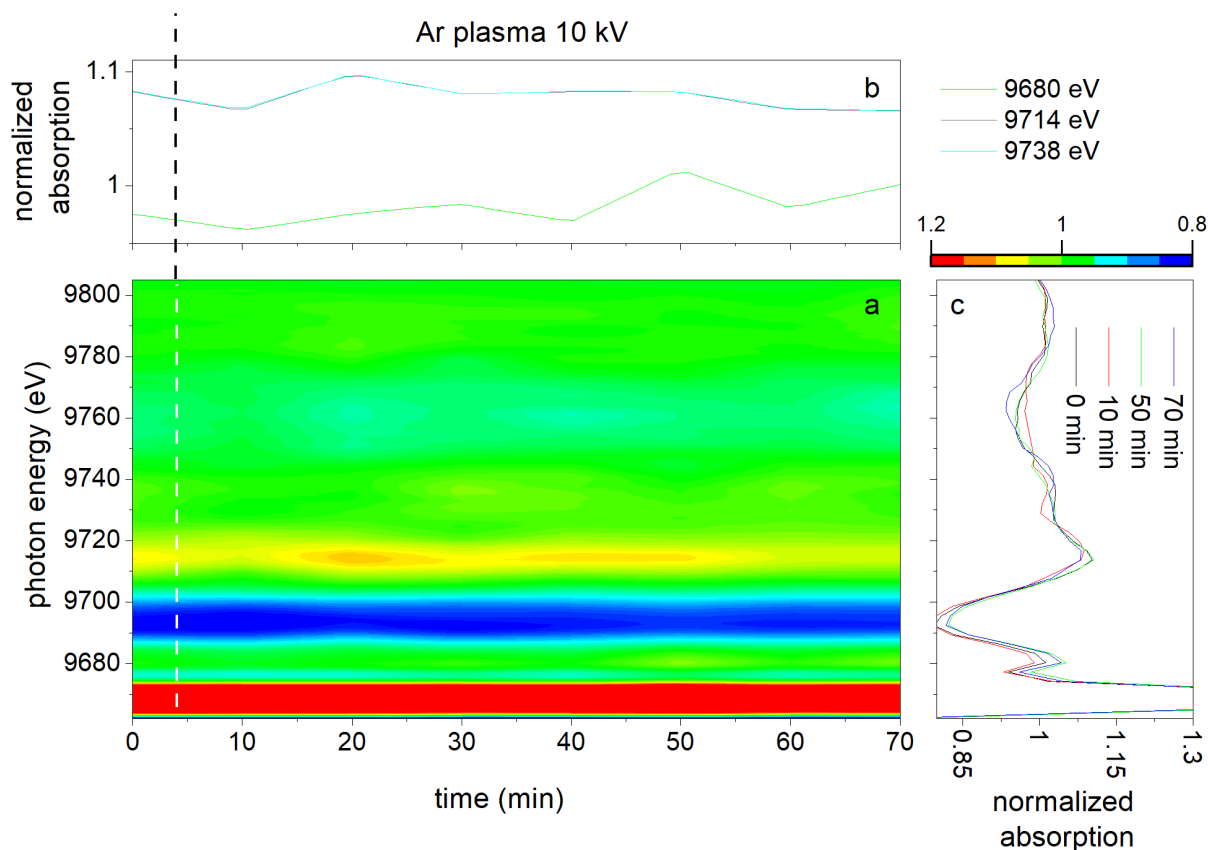 Ar plasma 10 kV
normalized
absorption
1.1
1
b
9680 eV
9714 eV
9738 eV
1.2
1
0.8
photon energy (eV)
9800
9780
9760
9740
9720
9700
9680
a
0
10
20
30
40
50
60
70
time (min)
c
0 min
10 min
50 min
70 min
0.85
1
1.15
1.3
normalized
absorption